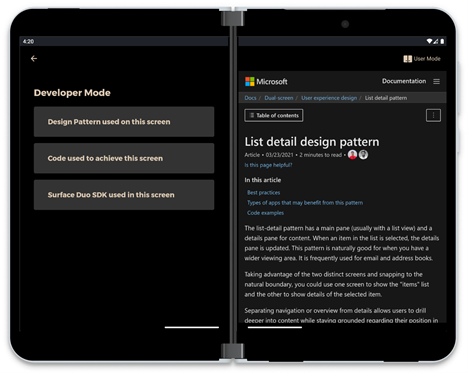 4:20
Developer Mode
Design Pattern used on this screen
Code used to achieve this screen
Surface Duo SDK used in this screen
User Mode
Microsoft
Documentation
Docs / Dual-screen / User experience design / List detail pattern
Table of contents
List detail design pattern
Article • 03/23/2021 • 2 minutes to read •
Is this page helpful?
In this article
Best practices
Types of apps that may benefit from this pattern
Code examples
The list-detail pattern has a main pane (usually with a list view) and a
details pane for content. When an item in the list is selected, the details
pane is updated. This pattern is naturally good for when you have a
wider viewing area. It is frequently used for email and address books.
Taking advantage of the two distinct screens and snapping to the
natural boundary, you could use one screen to show the "items" list
and the other to show details of the selected item.
Separating navigation or overview from details allows users to drill
deeper into content while staying grounded regarding their position in